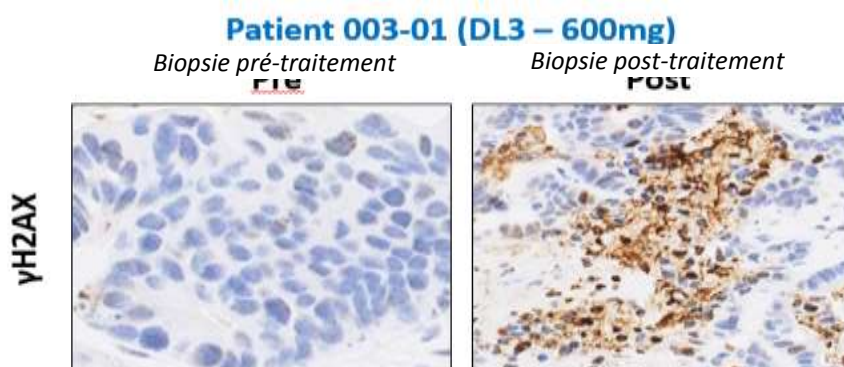 Patient 003-01 (DL3 – 600mg)
Biopsie pré-traitement
Biopsie post-traitement
Pre
Post
γH2AX